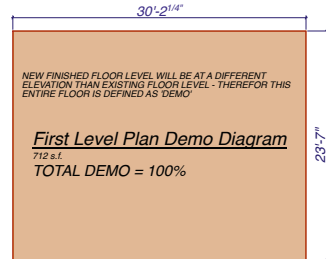 30'-2 1/4"
NEW FINISHED FLOOR LEVEL WILL BE AT A DIFFERENT
ELEVATION THAN EXISTING FLOOR LEVEL - THEREFOR THIS
ENTIRE FLOOR IS DEFINED AS 'DEMO'
First Level Plan Demo Diagram
712 s.f.
TOTAL DEMO = 100%
23'-7"